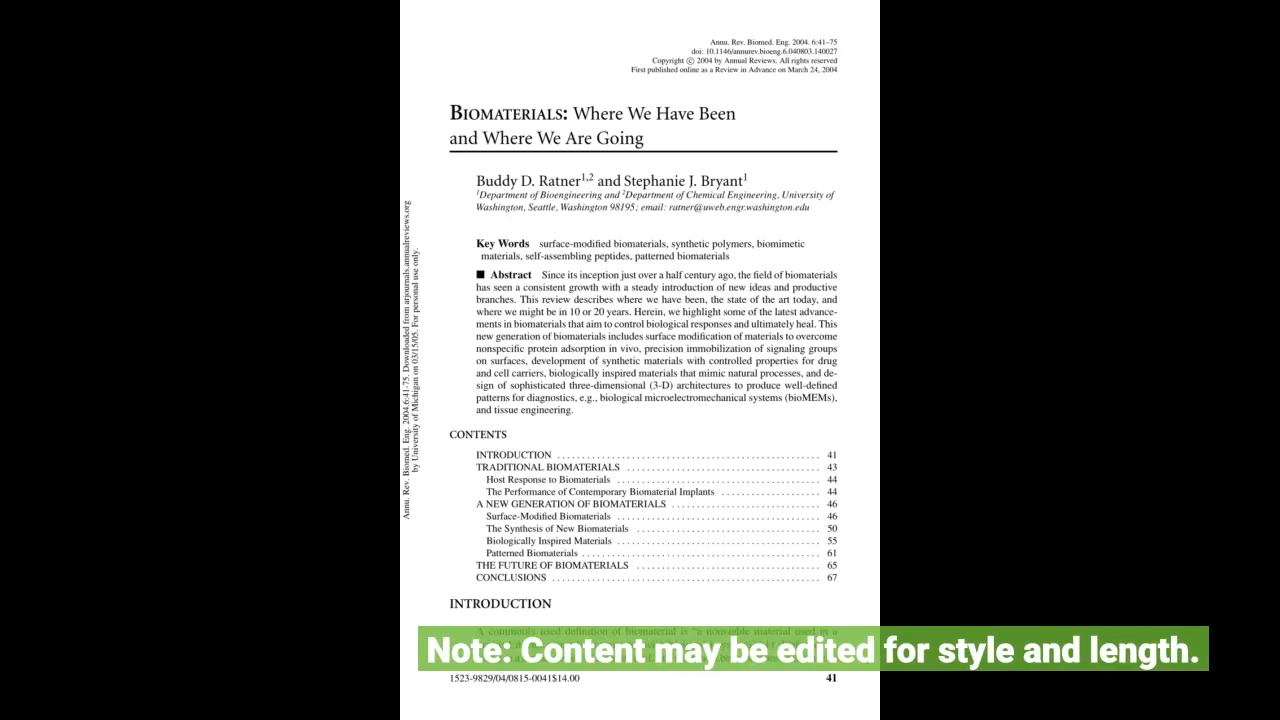 Annu. Rev. Biomed. Eng. 2004. 6:41–75
doi: 10.1146/annurev.bioeng.6.040803.140027
Copyright © 2004 by Annual Reviews. All rights reserved
First published online as a Review in Advance on March 24, 2004
BIOMATERIALS: Where We Have Been
and Where We Are Going
Buddy D. Ratner1,2 and Stephanie J. Bryant1
1Department of Bioengineering and 2Department of Chemical Engineering, University of
Washington, Seattle, Washington 98195; email: ratner@uweb.engr.washington.edu
Key Words surface-modified biomaterials, synthetic polymers, biomimetic
materials, self-assembling peptides, patterned biomaterials
■ Abstract Since its inception just over a half century ago, the field of biomaterials
has seen a consistent growth with a steady introduction of new ideas and productive
branches. This review describes where we have been, the state of the art today, and
where we might be in 10 or 20 years. Herein, we highlight some of the latest advance-
ments in biomaterials that aim to control biological responses and ultimately heal. This
new generation of biomaterials includes surface modification of materials to overcome
nonspecific protein adsorption in vivo, precision immobilization of signaling groups
on surfaces, development of synthetic materials with controlled properties for drug
and cell carriers, biologically inspired materials that mimic natural processes, and de-
sign of sophisticated three-dimensional (3-D) architectures to produce well-defined
patterns for diagnostics, e.g., biological microelectromechanical systems (bioMEMs),
and tissue engineering.
CONTENTS
INTRODUCTION 41
TRADITIONAL BIOMATERIALS 43
Host Response to Biomaterials 44
The Performance of Contemporary Biomaterial Implants 44
A NEW GENERATION OF BIOMATERIALS 46
Surface-Modified Biomaterials 46
The Synthesis of New Biomaterials 50
Biologically Inspired Materials 55
Patterned Biomaterials 61
THE FUTURE OF BIOMATERIALS 65
CONCLUSIONS 67
INTRODUCTION
A commonly used definition of biomaterial is "a nonviable material used in a
Note: Content may be edited for style and length.
1523-9829/04/0815-0041$14.00 41
Annu. Rev. Biomed. Eng. 2004.6:41-75. Downloaded from arjournals.annualreviews.org
by University of Michigan on 03/15/05. For personal use only.